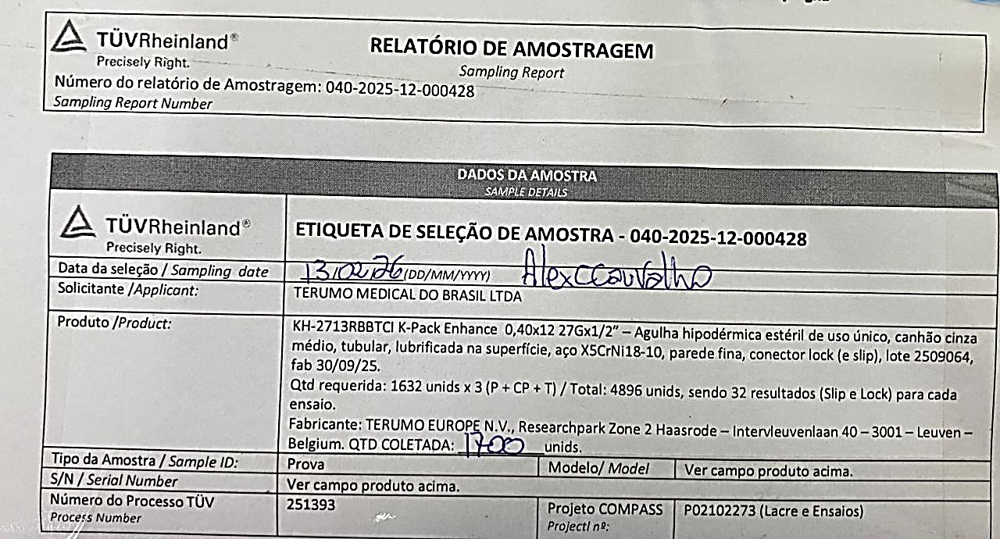 TÜVRheinland®
Precisely Right.
RELATÓRIO DE AMOSTRAGEM
Sampling Report
Número do relatório de Amostragem: 040-2025-12-000428
Sampling Report Number
DADOS DA AMOSTRA
SAMPLE DETAILS
TÜVRheinland®
Precisely Right.
ETIQUETA DE SELEÇÃO DE AMOSTRA - 040-2025-12-000428
Data da seleção / Sampling date 13/02/26 (DD/MM/YYYY) Alex C Carvalho
Solicitante /Applicant: TERUMO MEDICAL DO BRASIL LTDA
Produto /Product: KH-2713RBBTCI K-Pack Enhance 0,40x12 27Gx1/2” – Agulha hipodérmica estéril de uso único, canhão cinza
médio, tubular, lubrificada na superfície, aço X5CrNi18-10, parede fina, conector lock (e slip), lote 2509064,
fab 30/09/25.
Qtd requerida: 1632 unids x 3 (P + CP + T) / Total: 4896 unids, sendo 32 resultados (Slip e Lock) para cada
ensaio.
Fabricante: TERUMO EUROPE N.V., Researchpark Zone 2 Haasrode – Intervleuvenlaan 40 – 3001 – Leuven –
Belgium. QTD COLETADA: 1700 unids.
Tipo da Amostra / Sample ID: Prova Modelo/ Model Ver campo produto acima.
S/N / Serial Number Ver campo produto acima.
Número do Processo TÜV 251393 Projeto COMPASS P02102273 (Lacre e Ensaios)
Process Number Projectl nº: